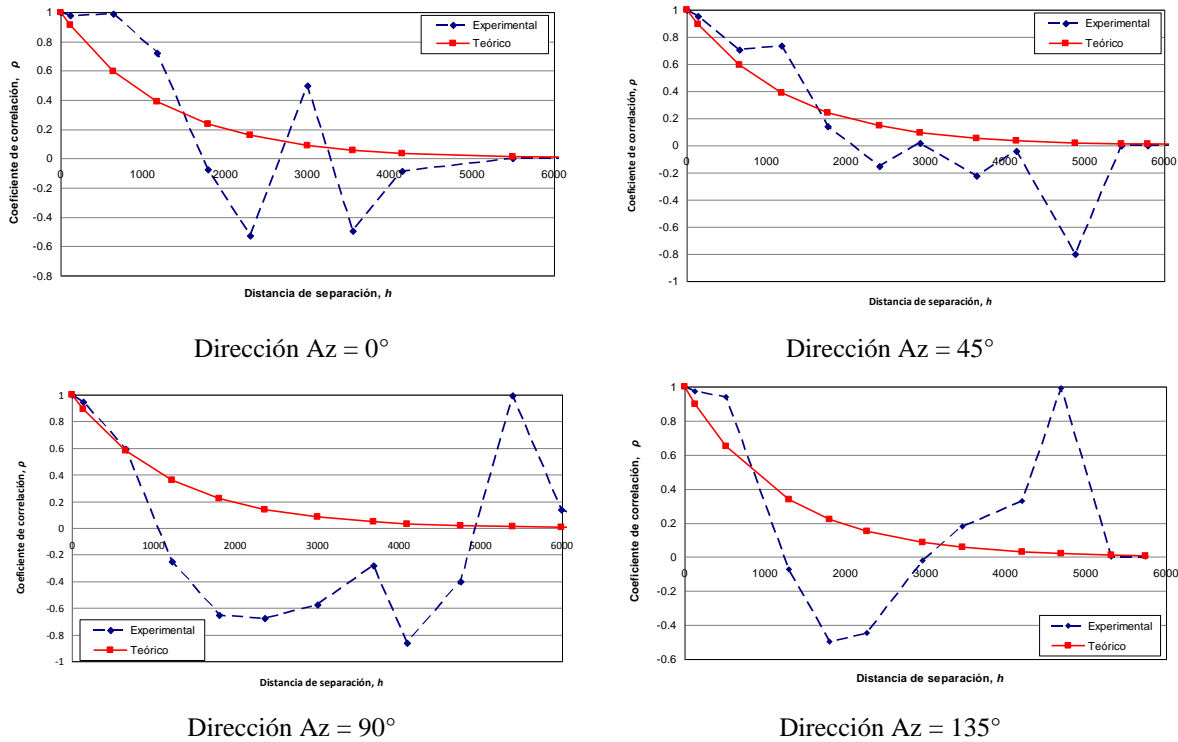 1
0.8
0.6
0.4
0.2
0
-0.2
-0.4
-0.6
-0.8
0 1000 2000 3000 4000 5000 6000
Coeficiente de correlación, ρ
Distancia de separación, h
Experimental
Teórico
Dirección Az = 0°
1
0.8
0.6
0.4
0.2
0
-0.2
-0.4
-0.6
-0.8
-1
0 1000 2000 3000 4000 5000 6000
Coeficiente de correlación, ρ
Distancia de separación, h
Experimental
Teórico
Dirección Az = 45°
1
0.8
0.6
0.4
0.2
0
-0.2
-0.4
-0.6
-0.8
-1
0 1000 2000 3000 4000 5000 6000
Coeficiente de correlación, ρ
Distancia de separación, h
Experimental
Teórico
Dirección Az = 90°
1
0.8
0.6
0.4
0.2
0
-0.2
-0.4
-0.6
0 1000 2000 3000 4000 5000 6000
Coeficiente de correlación, ρ
Distancia de separación, h
Experimental
Teórico
Dirección Az = 135°